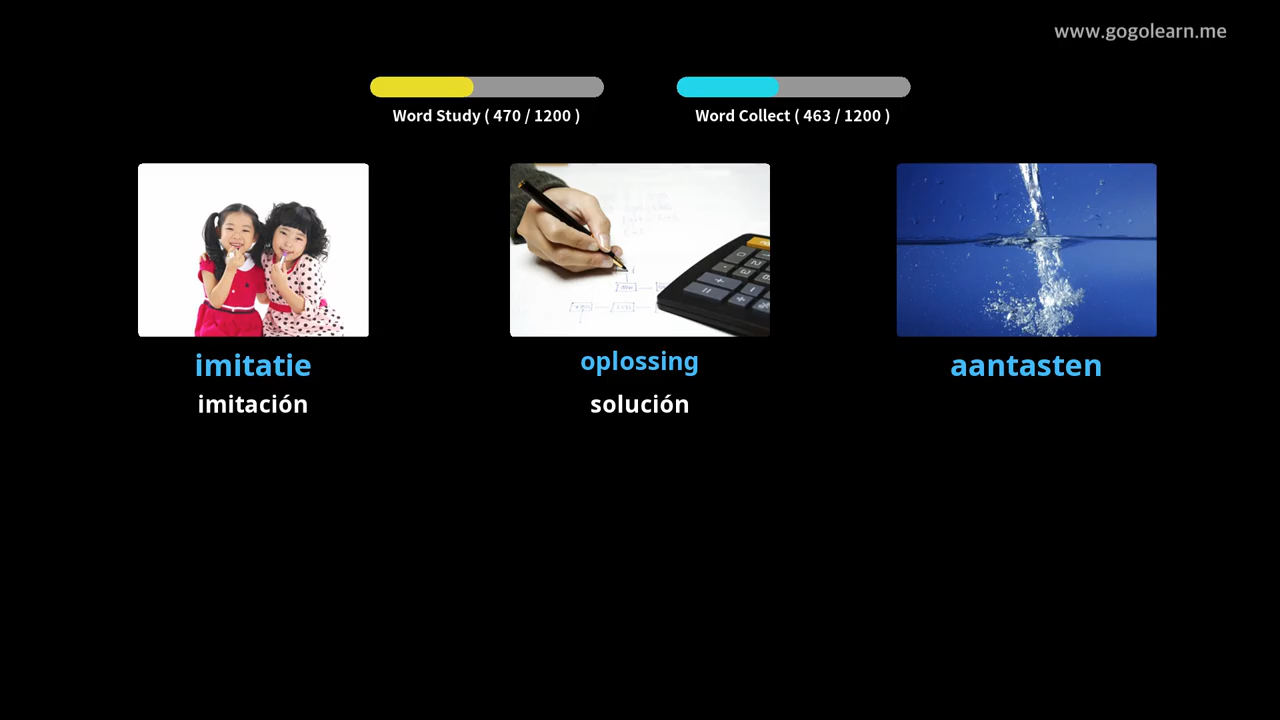 www.gogolearn.me
Word Study ( 470 / 1200 )
Word Collect ( 463 / 1200 )
imitatie
oplossing
aantasten
imitación
solución